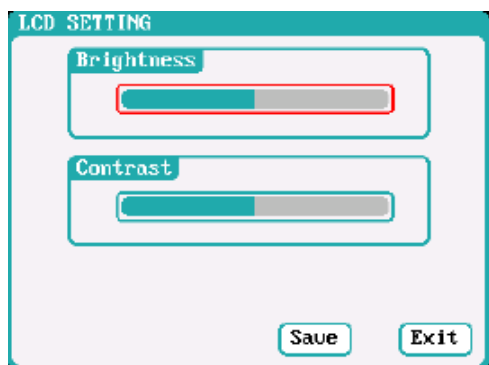 LCD SETTING
Brightness
Contrast
Save
Exit